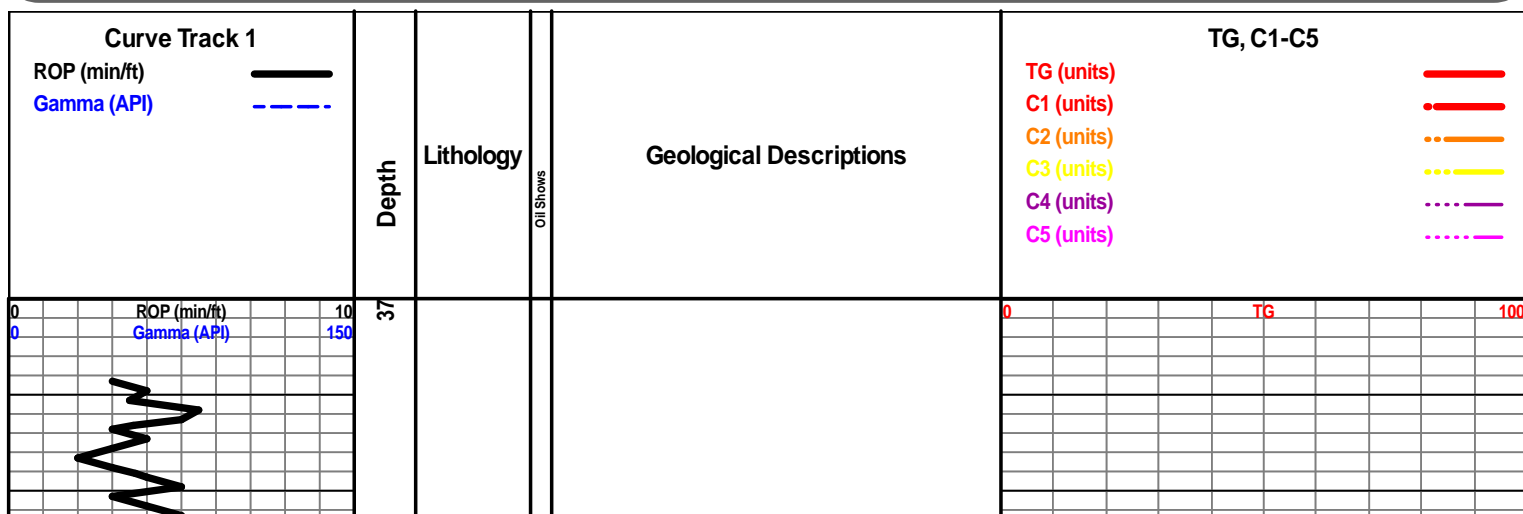 Curve Track 1
ROP (min/ft)
Gamma (API)
Depth
Lithology
Oil Shows
Geological Descriptions
TG, C1-C5
TG (units)
C1 (units)
C2 (units)
C3 (units)
C4 (units)
C5 (units)
0 ROP (min/ft) 10
0 Gamma (API) 150
37
0 TG 100